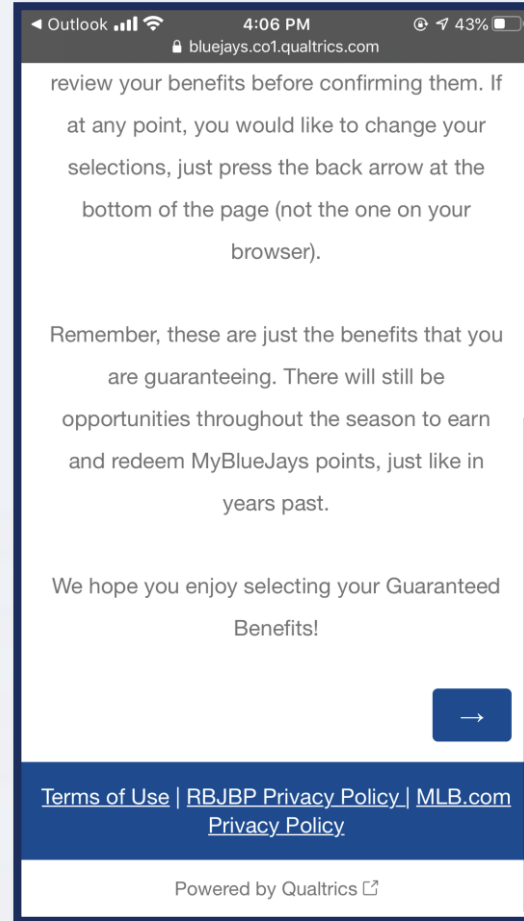 ◄ Outlook 4:06 PM 43%
bluejays.co1.qualtrics.com
review your benefits before confirming them. If
at any point, you would like to change your
selections, just press the back arrow at the
bottom of the page (not the one on your
browser).
Remember, these are just the benefits that you
are guaranteeing. There will still be
opportunities throughout the season to earn
and redeem MyBlueJays points, just like in
years past.
We hope you enjoy selecting your Guaranteed
Benefits!
→
Terms of Use | RBJBP Privacy Policy | MLB.com
Privacy Policy
Powered by Qualtrics